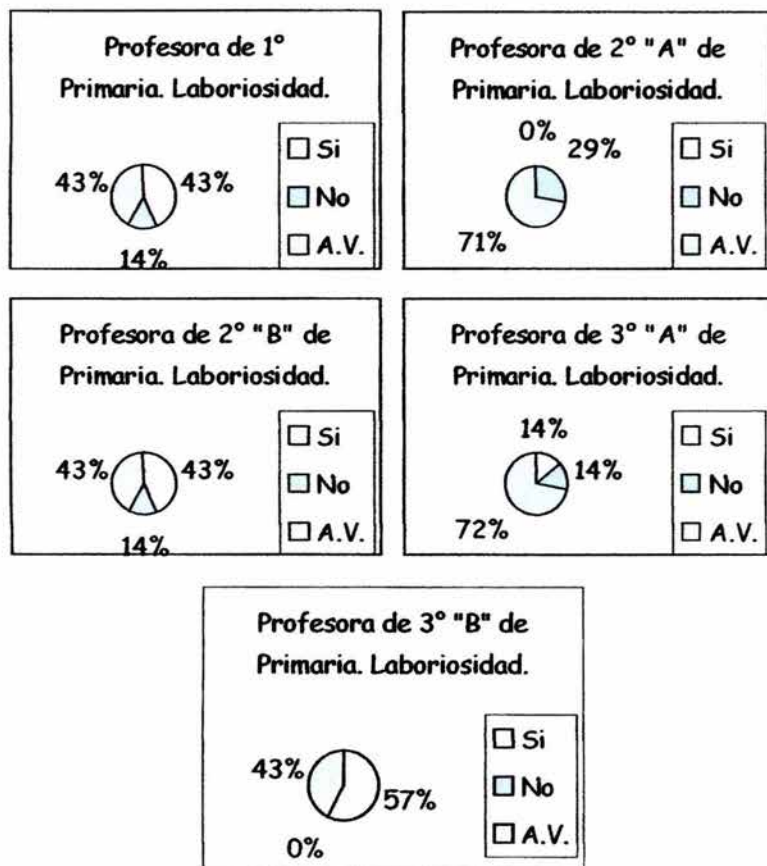 Profesora de 1°
Primaria. Laboriosidad.
43%
43%
14%
Si
No
A.V.
Profesora de 2° "A" de
Primaria. Laboriosidad.
0%
29%
71%
Si
No
A.V.
Profesora de 2° "B" de
Primaria. Laboriosidad.
43%
43%
14%
Si
No
A.V.
Profesora de 3° "A" de
Primaria. Laboriosidad.
14%
14%
72%
Si
No
A.V.
Profesora de 3° "B" de
Primaria. Laboriosidad.
43%
57%
0%
Si
No
A.V.